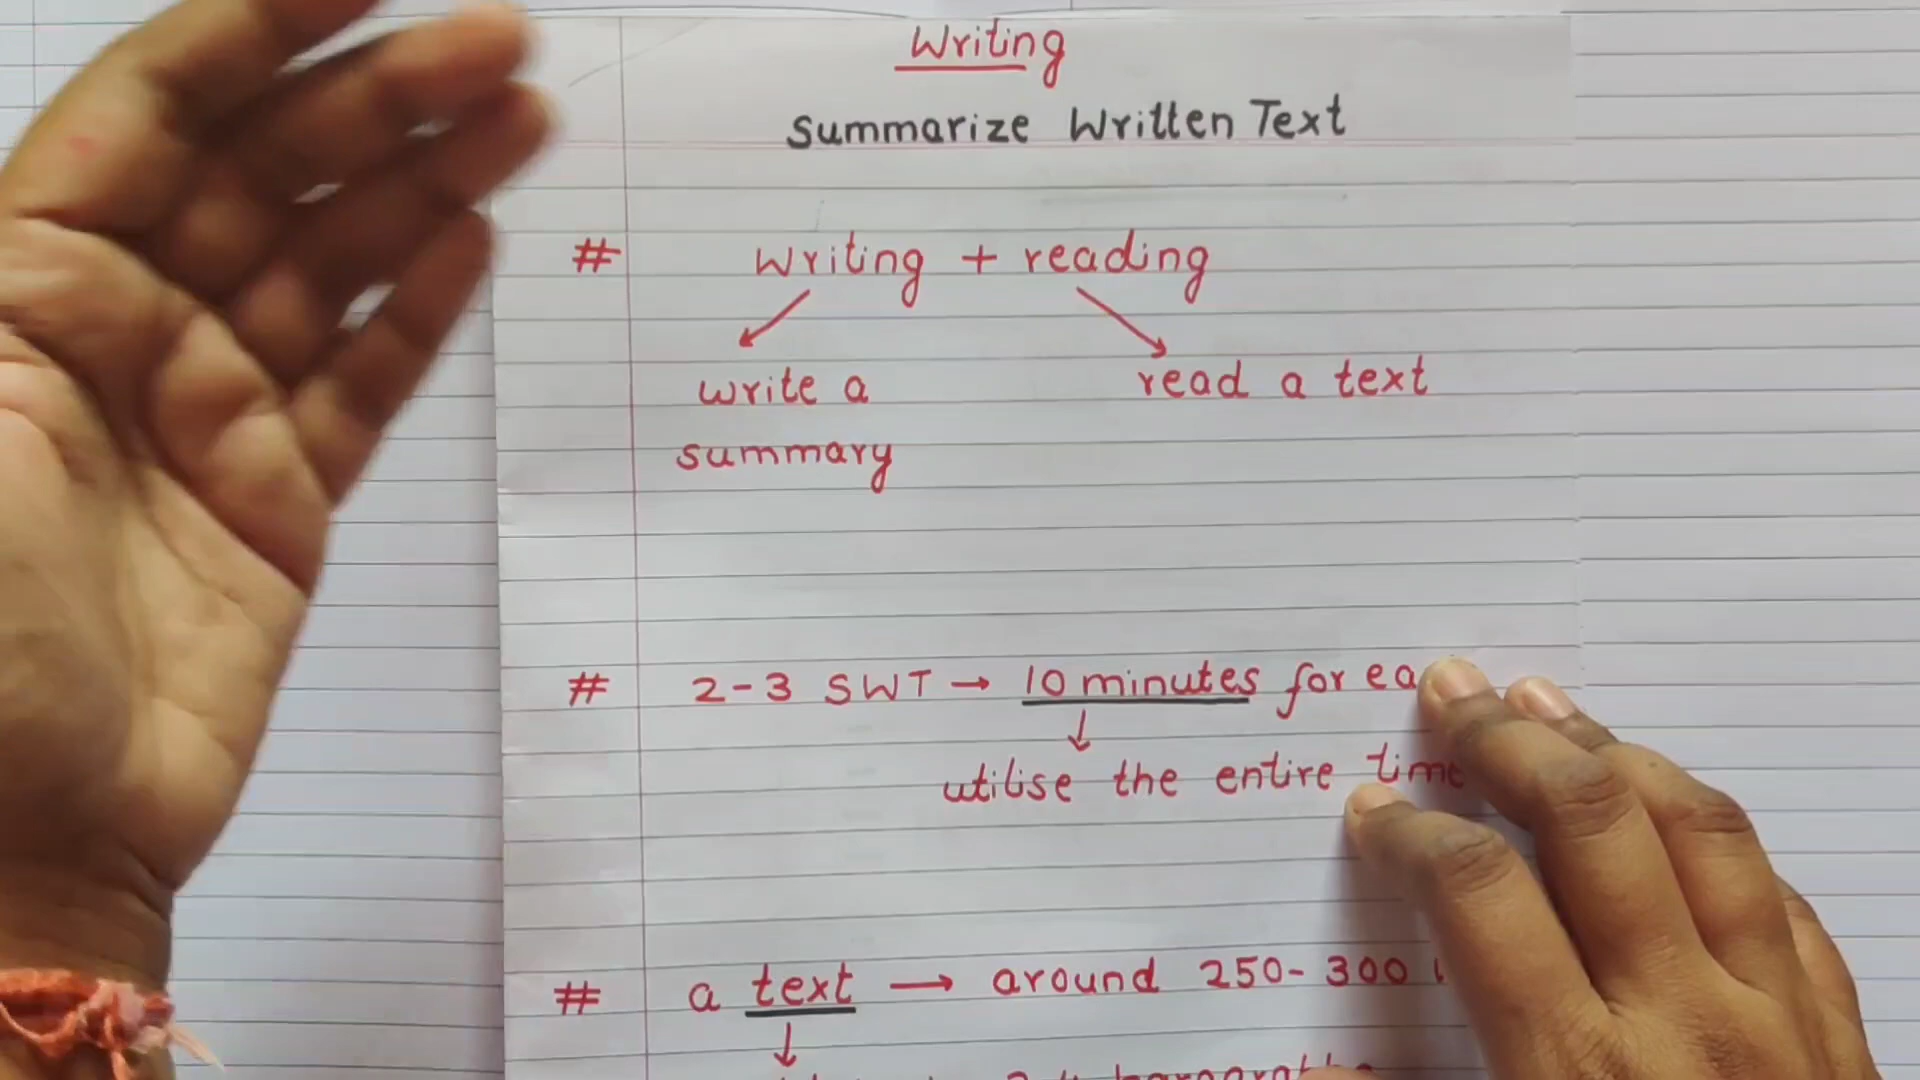 Writing
Summarize Written Text
# Writing + reading
write a read a text
summary
# 2-3 SWT → 10 minutes for
↓
utilise the entire time
# a text → around 250-300
↓